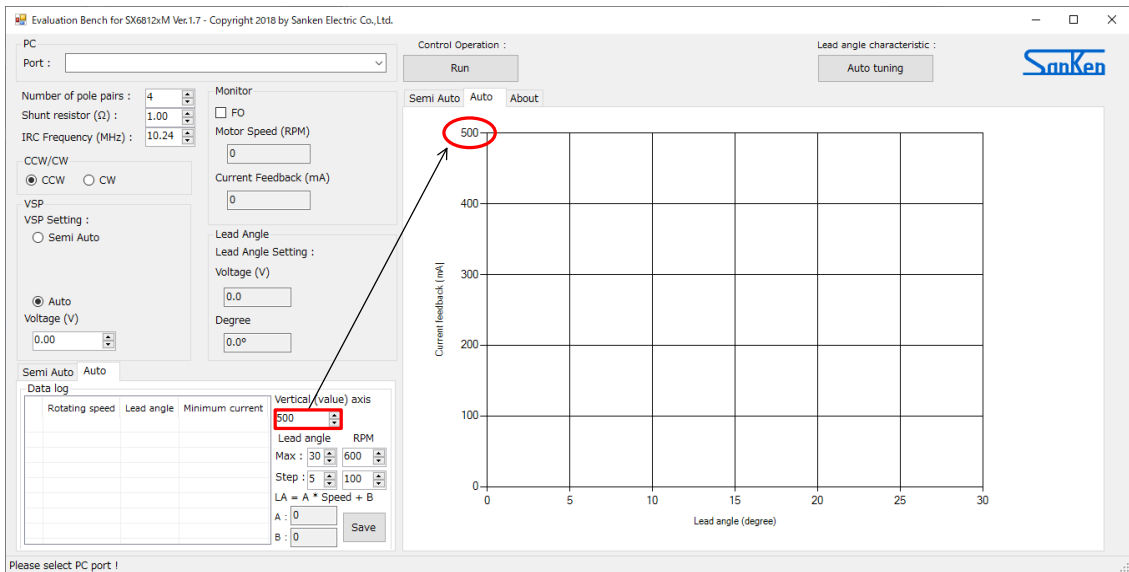 Evaluation Bench for SX6812xM Ver.1.7 - Copyright 2018 by Sanken Electric Co.,Ltd.
PC
Port :
Control Operation :
Run
Lead angle characteristic :
Auto tuning
SanKen
Number of pole pairs : 4
Shunt resistor (Ω) : 1.00
IRC Frequency (MHz) : 10.24
CCW/CW
CCW CW
VSP
VSP Setting :
Semi Auto
Auto
Voltage (V)
0.00
Monitor
FO
Motor Speed (RPM)
0
Current Feedback (mA)
0
Lead Angle
Lead Angle Setting :
Voltage (V)
0.0
Degree
0.0°
Semi Auto Auto
Data log
Rotating speed Lead angle Minimum current
Vertical (value) axis
500
Lead angle RPM
Max : 30 600
Step : 5 100
LA = A * Speed + B
A : 0
B : 0
Save
Semi Auto Auto About
500
400
300
200
100
0
Current feedback (mA)
0 5 10 15 20 25 30
Lead angle (degree)
Please select PC port !